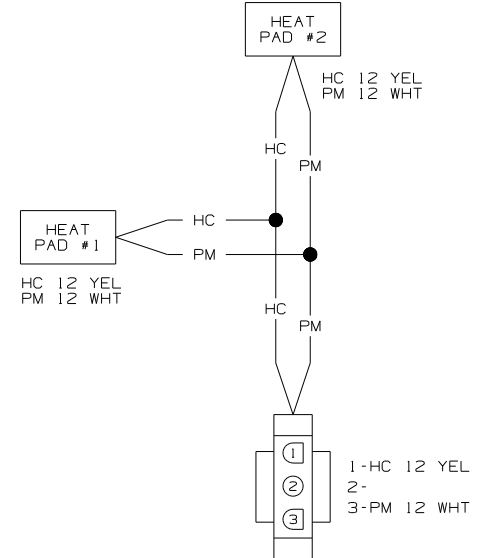 HEAT
PAD #2
HC 12 YEL
PM 12 WHT
HC
PM
HC
HEAT
PAD #1
PM
HC 12 YEL
PM 12 WHT
HC
PM
1
1-HC 12 YEL
2
2-
3
3-PM 12 WHT